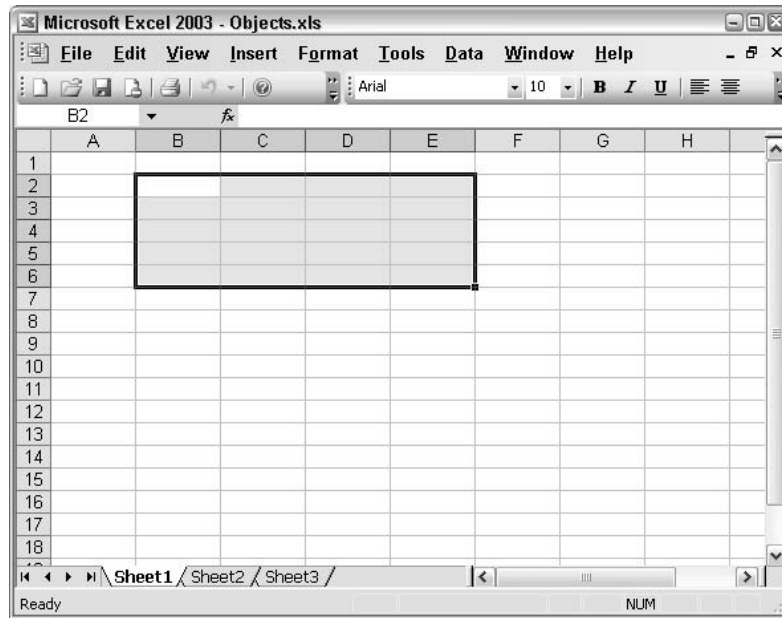 Microsoft Excel 2003 - Objects.xls
File Edit View Insert Format Tools Data Window Help
Arial 10 B I U
B2 fx
A B C D E F G H
1
2
3
4
5
6
7
8
9
10
11
12
13
14
15
16
17
18
Sheet1 Sheet2 Sheet3
Ready NUM